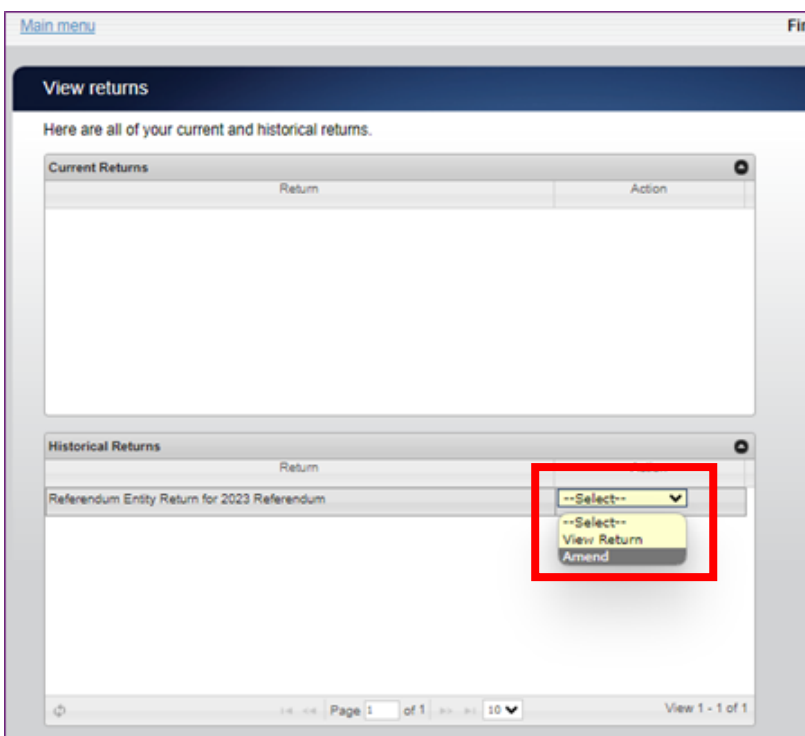 Main menu
View returns
Here are all of your current and historical returns.
Current Returns
Return Action
Historical Returns
Return
Referendum Entity Return for 2023 Referendum --Select--
--Select--
View Return
Amend
Page 1 of 1 10 View 1 - 1 of 1